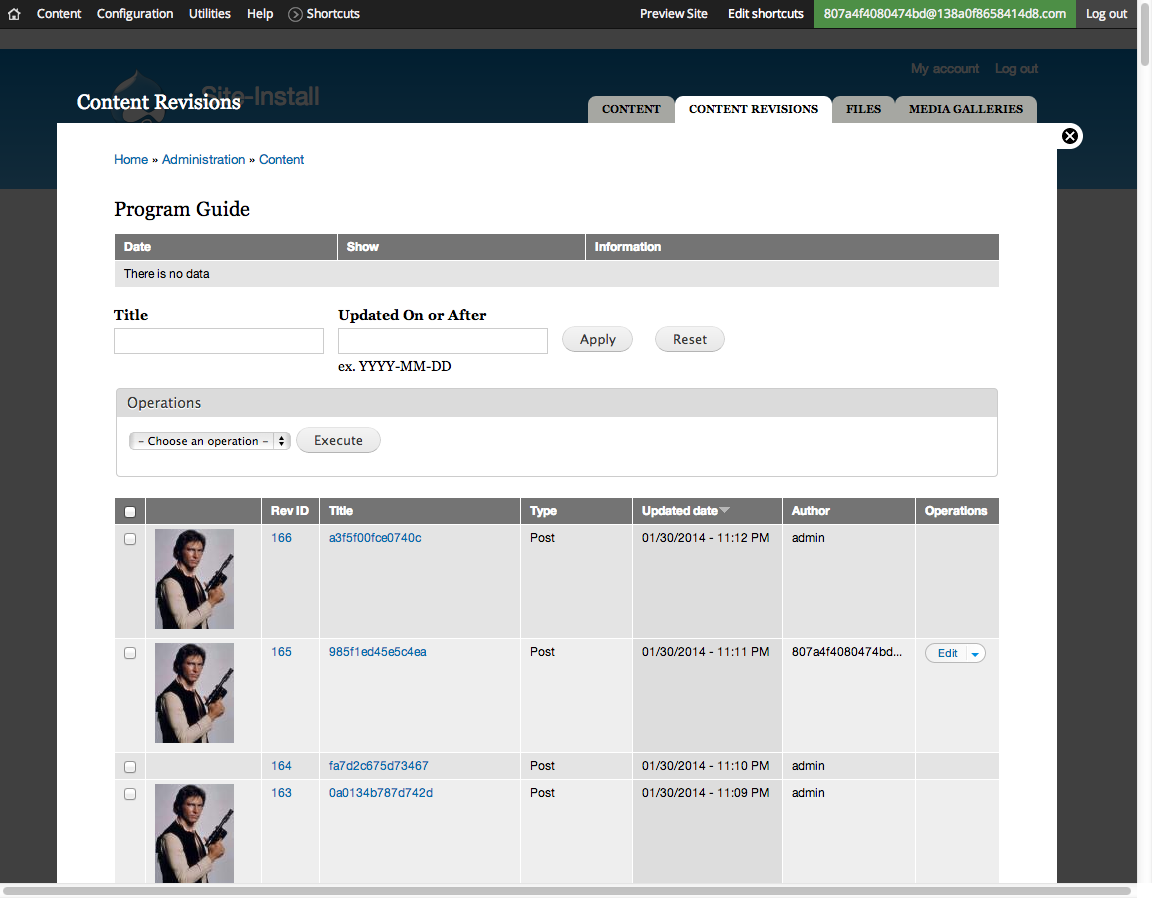 Content Configuration Utilities Help Shortcuts Preview Site Edit shortcuts 807a4f4080474bd@138a0f8658414d8.com Log out
My account Log out
Site-Install
Content Revisions
CONTENT CONTENT REVISIONS FILES MEDIA GALLERIES
Home » Administration » Content
Program Guide
Date Show Information
There is no data
Title Updated On or After
Apply Reset
ex. YYYY-MM-DD
Operations
- Choose an operation - Execute
Rev ID Title Type Updated date Author Operations
166 a3f5f00fce0740c Post 01/30/2014 - 11:12 PM admin
165 985f1ed45e5c4ea Post 01/30/2014 - 11:11 PM 807a4f4080474bd... Edit
164 fa7d2c675d73467 Post 01/30/2014 - 11:10 PM admin
163 0a0134b787d742d Post 01/30/2014 - 11:09 PM admin